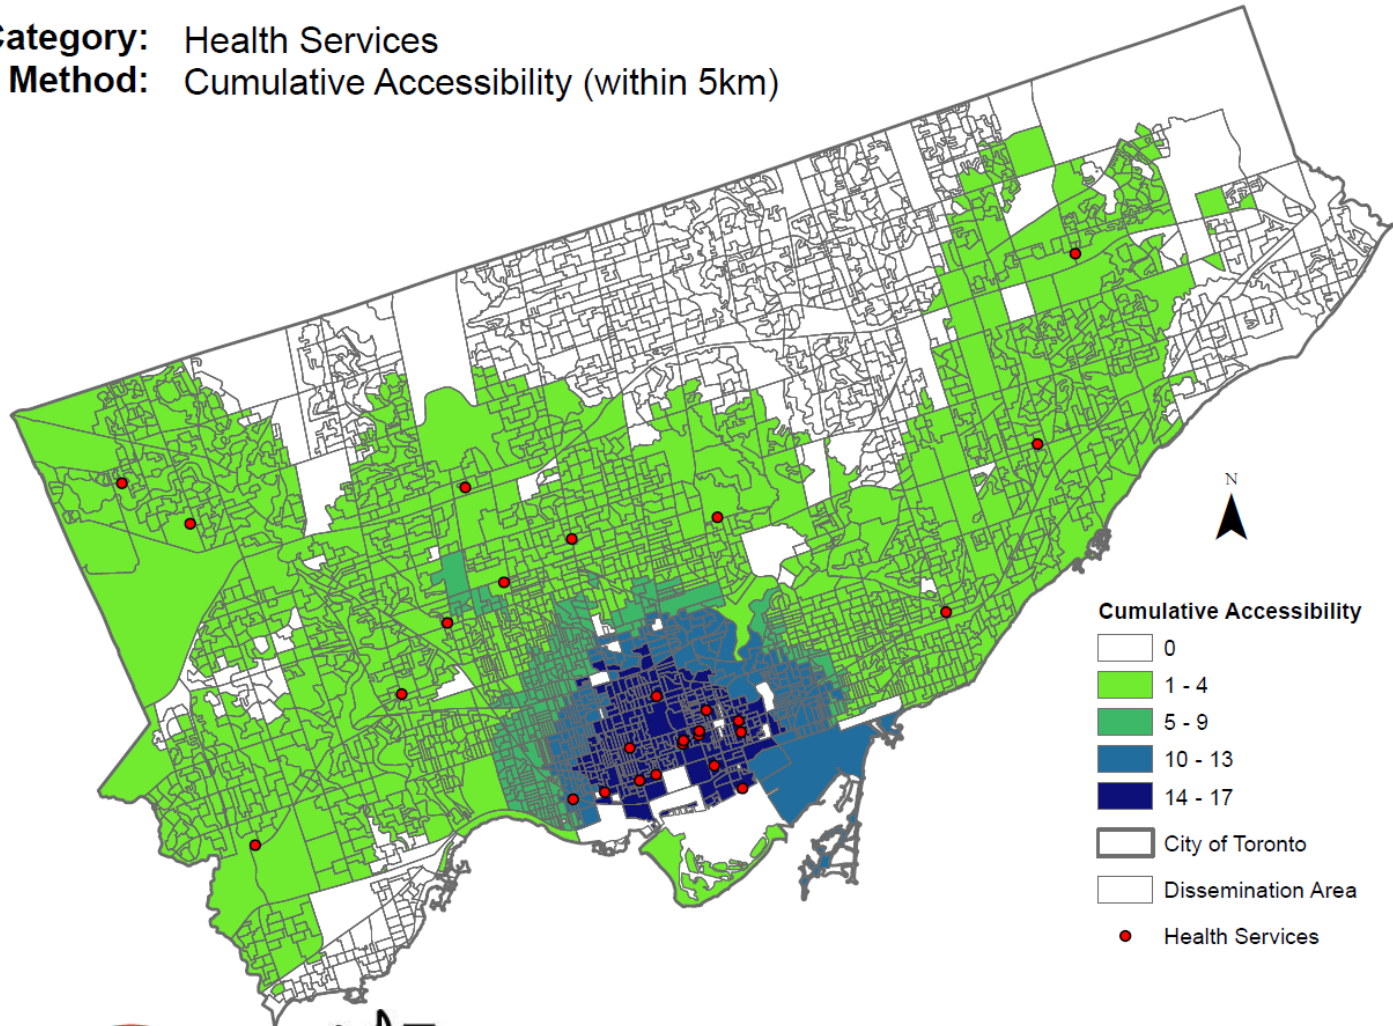 Category: Health Services
Method: Cumulative Accessibility (within 5km)
N
Cumulative Accessibility
0
1 - 4
5 - 9
10 - 13
14 - 17
City of Toronto
Dissemination Area
Health Services